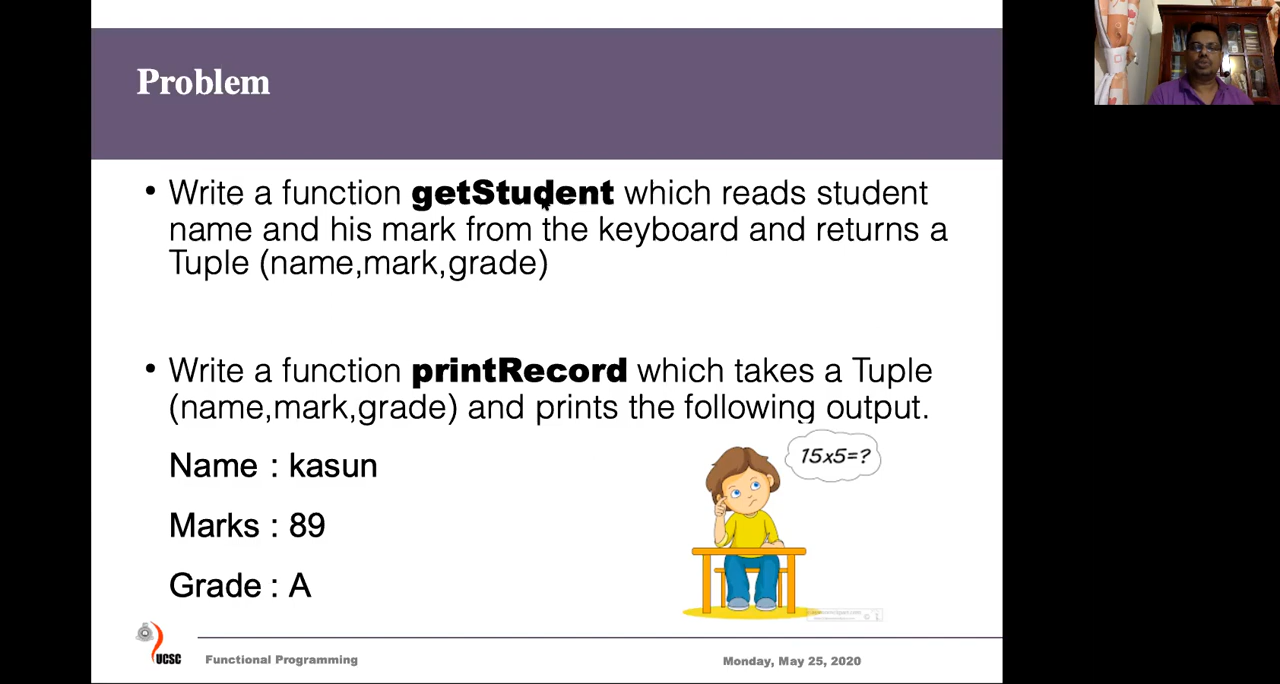 Problem
• Write a function getStudent which reads student
name and his mark from the keyboard and returns a
Tuple (name,mark,grade)
• Write a function printRecord which takes a Tuple
(name,mark,grade) and prints the following output.
15x5=?
Name : kasun
Marks : 89
Grade : A
UCSC
Functional Programming
Monday, May 25, 2020